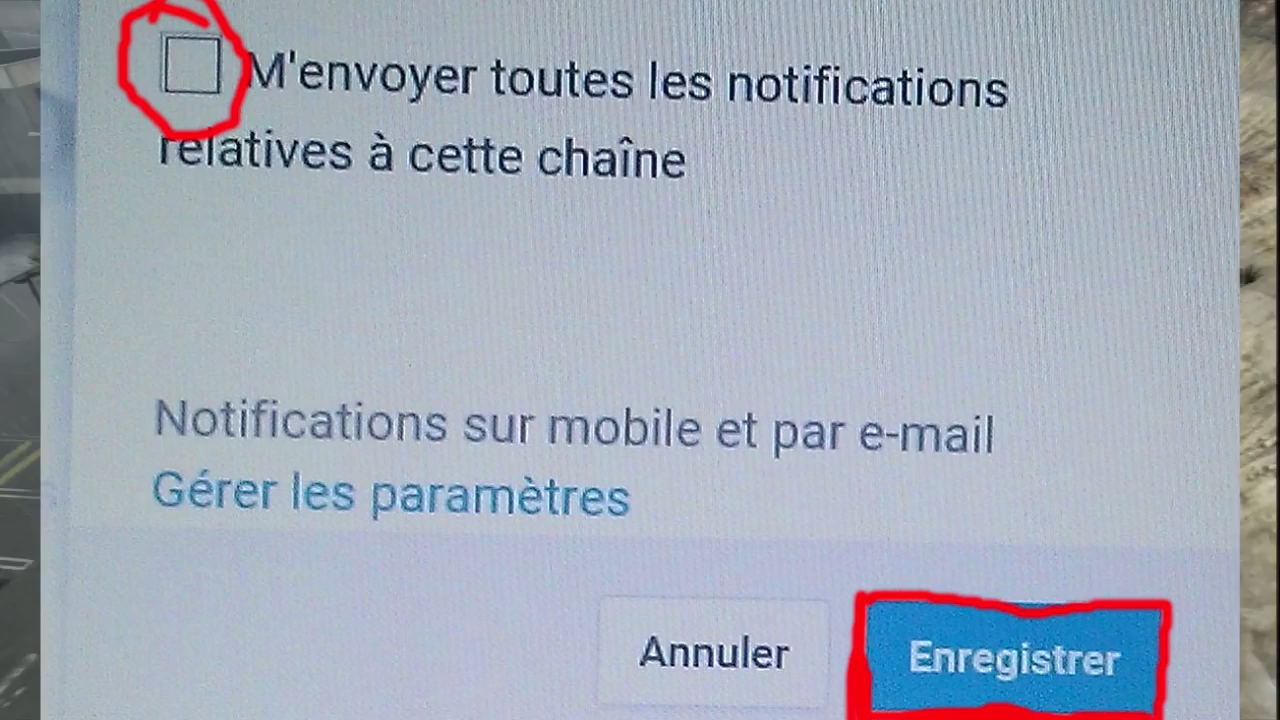 M'envoyer toutes les notifications
relatives à cette chaîne
Notifications sur mobile et par e-mail
Gérer les paramètres
Annuler
Enregistrer